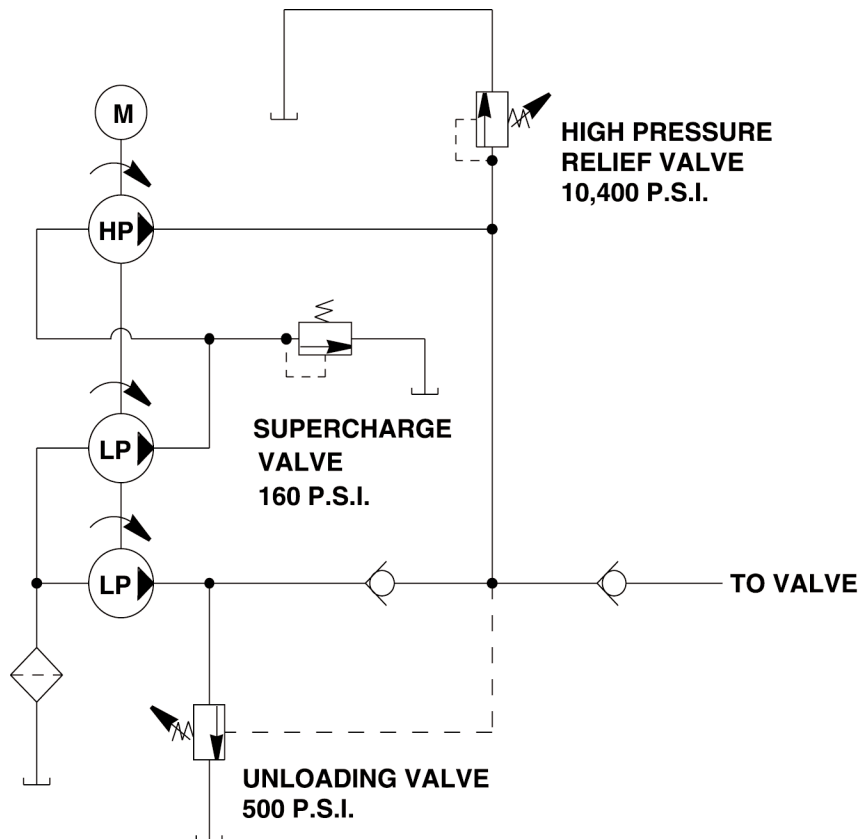 M
HIGH PRESSURE
RELIEF VALVE
10,400 P.S.I.
HP
SUPERCHARGE
VALVE
160 P.S.I.
LP
LP
TO VALVE
UNLOADING VALVE
500 P.S.I.